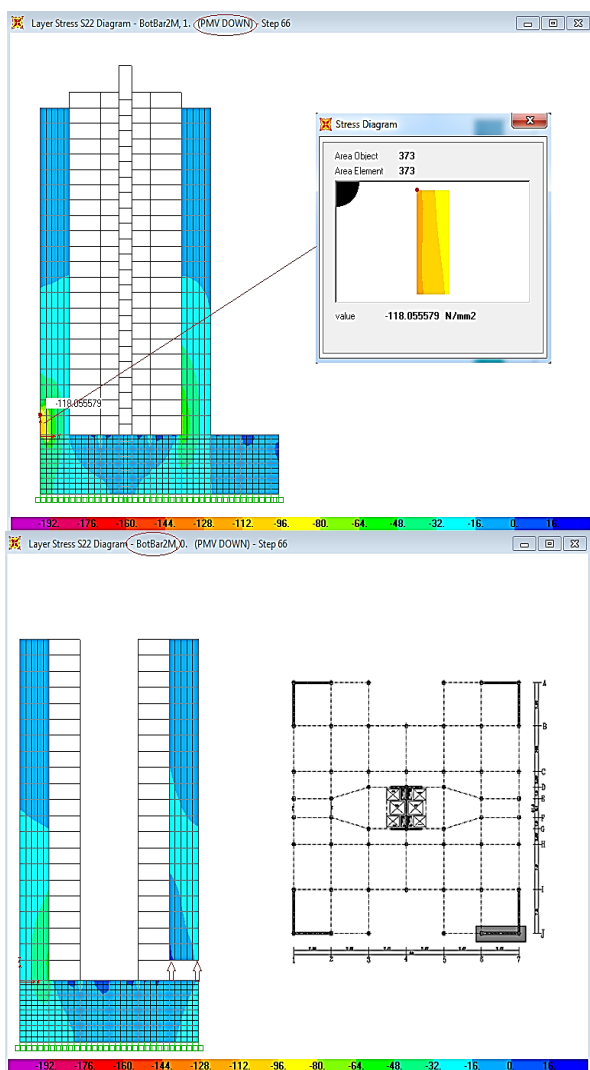 Layer Stress S22 Diagram - BotBar2M, 1. (PMV DOWN) - Step 66
Stress Diagram
Area Object 373
Area Element 373
value -118.055579 N/mm2
-118.055579
-192. -176. -160. -144. -128. -112. -96. -80. -64. -48. -32. -16. 0. 16.
Layer Stress S22 Diagram - BotBar2M, 0. (PMV DOWN) - Step 66
A
B
C
D
E
F
G
H
I
J
1 2 3 4 5 6 7
-192. -176. -160. -144. -128. -112. -96. -80. -64. -48. -32. -16. 0. 16.